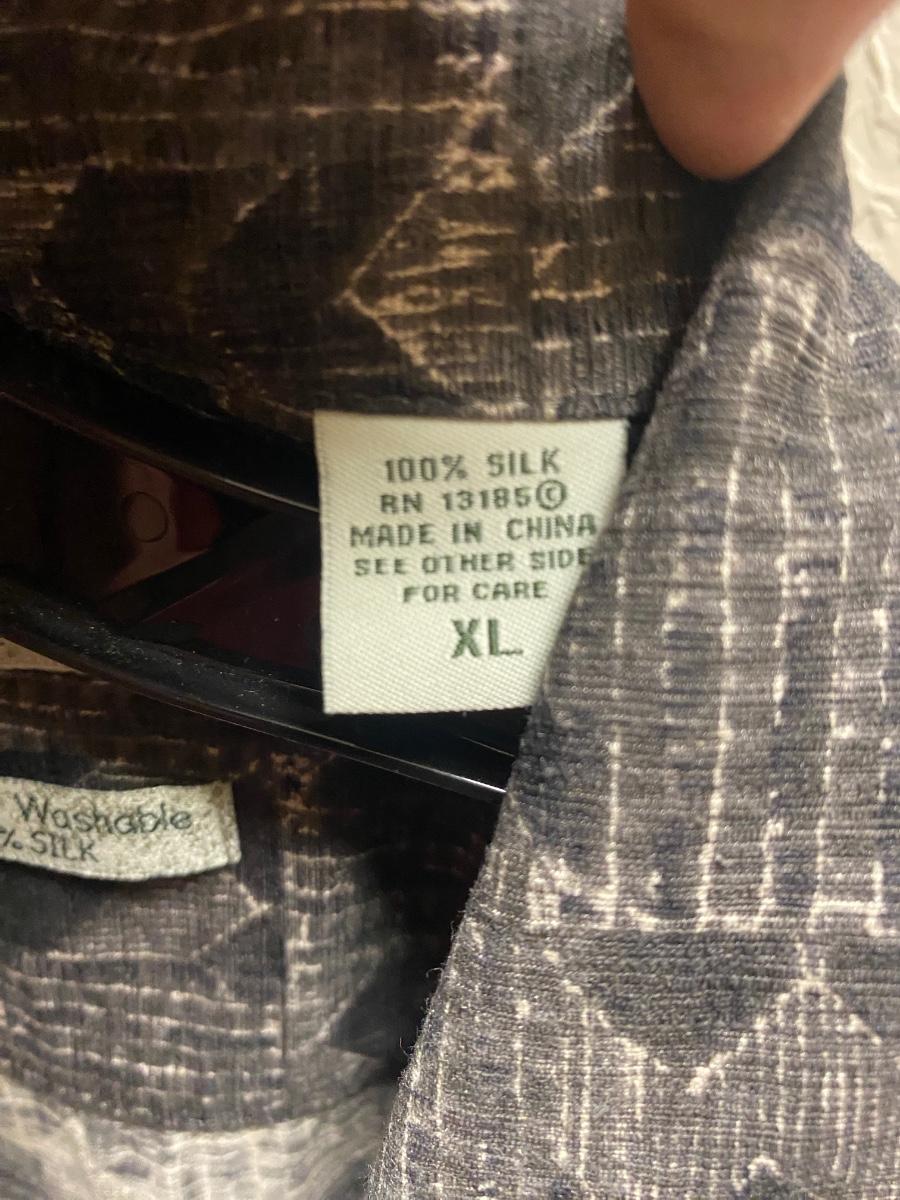 100% SILK
RN 13185©
MADE IN CHINA
SEE OTHER SIDE
FOR CARE
XL
Washable
% SILK